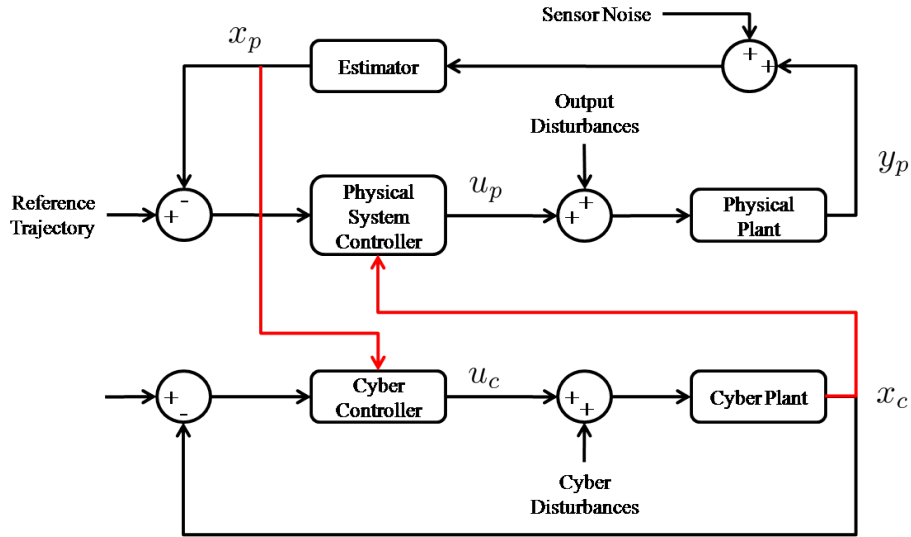 Sensor Noise
x_p
Estimator
+
+
Output
Disturbances
y_p
Reference
Trajectory
+
-
Physical
System
Controller
u_p
+
+
Physical
Plant
+
-
Cyber
Controller
u_c
+
+
Cyber Plant
x_c
Cyber
Disturbances